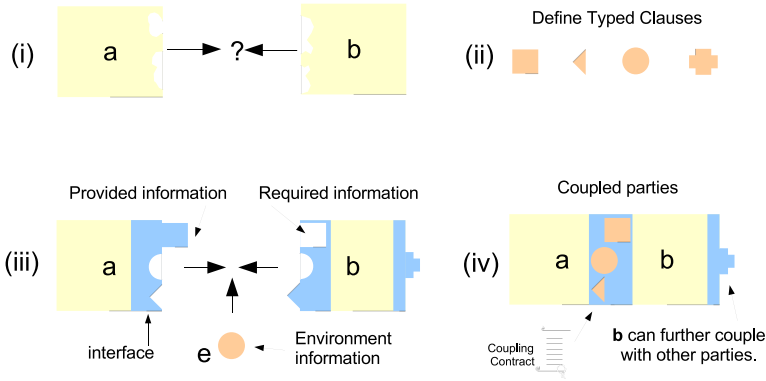 (i)
a
?
b
Define Typed Clauses
(ii)
Provided information
Required information
(iii)
a
b
interface
e
Environment
information
Coupled parties
(iv)
a
b
Coupling
Contract
b can further couple
with other parties.